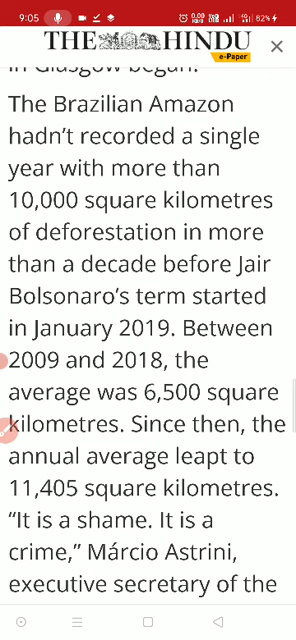 9:05
82%
THE HINDU
e-Paper
in Glasgow began.
The Brazilian Amazon
hadn't recorded a single
year with more than
10,000 square kilometres
of deforestation in more
than a decade before Jair
Bolsonaro's term started
in January 2019. Between
2009 and 2018, the
average was 6,500 square
kilometres. Since then, the
annual average leapt to
11,405 square kilometres.
“It is a shame. It is a
crime,” Márcio Astrini,
executive secretary of the